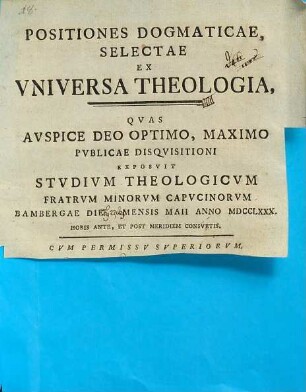 POSITIONES DOGMATICAE,
SELECTAE
EX
VNIVERSA THEOLOGIA,
QVAS
AVSPICE DEO OPTIMO, MAXIMO
PVBLICAE DISQVISITIONI
EXPOSVIT
STVDIVM THEOLOGICVM
FRATRVM MINORVM CAPVCINORVM
BAMBERGAE DIE MENSIS MAII ANNO MDCCLXXX.
HORIS ANTE, ET POST MERIDIEM CONSVETIS.
CVM PERMISSV SVPERIORVM.